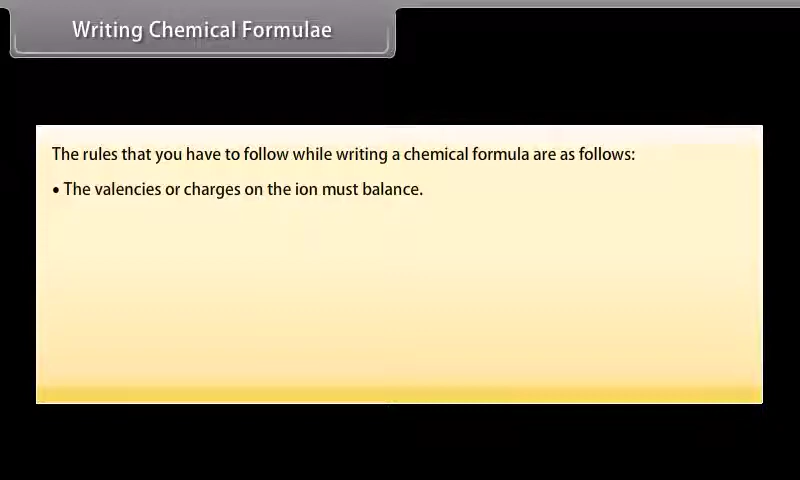 Writing Chemical Formulae
The rules that you have to follow while writing a chemical formula are as follows:
• The valencies or charges on the ion must balance.